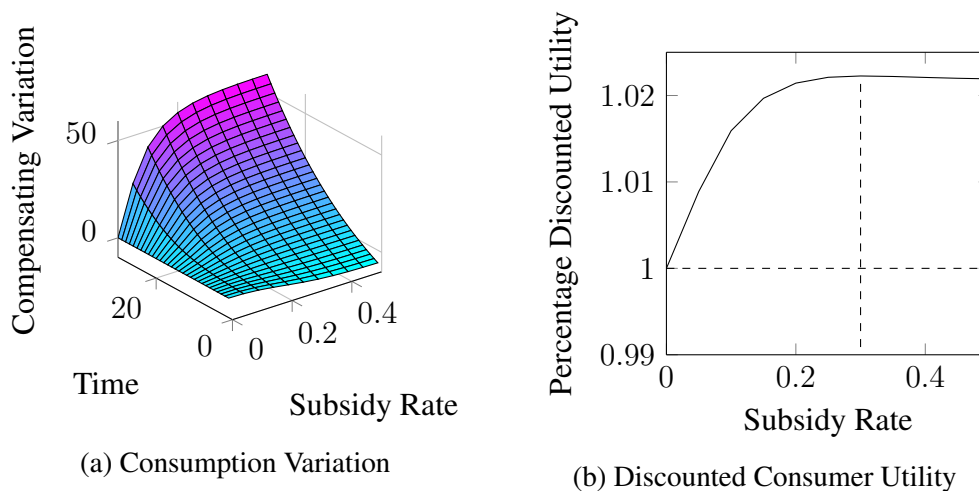 Compensating Variation
50
0
20
0
0
0.2
0.4
Time
Subsidy Rate
(a) Consumption Variation
Percentage Discounted Utility
1.02
1.01
1
0.99
0
0.2
0.4
Subsidy Rate
(b) Discounted Consumer Utility